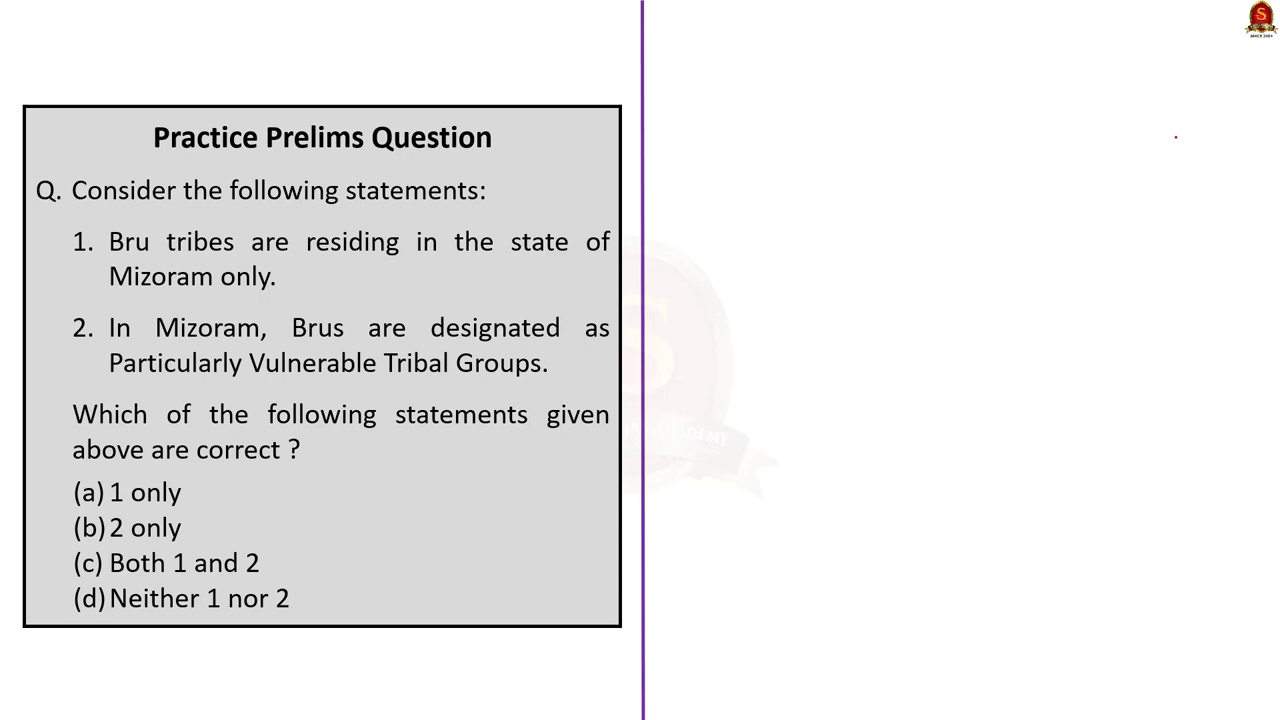 Practice Prelims Question
Q. Consider the following statements:
1. Bru tribes are residing in the state of
Mizoram only.
2. In Mizoram, Brus are designated as
Particularly Vulnerable Tribal Groups.
Which of the following statements given
above are correct ?
(a) 1 only
(b) 2 only
(c) Both 1 and 2
(d) Neither 1 nor 2
S
SINCE 2004